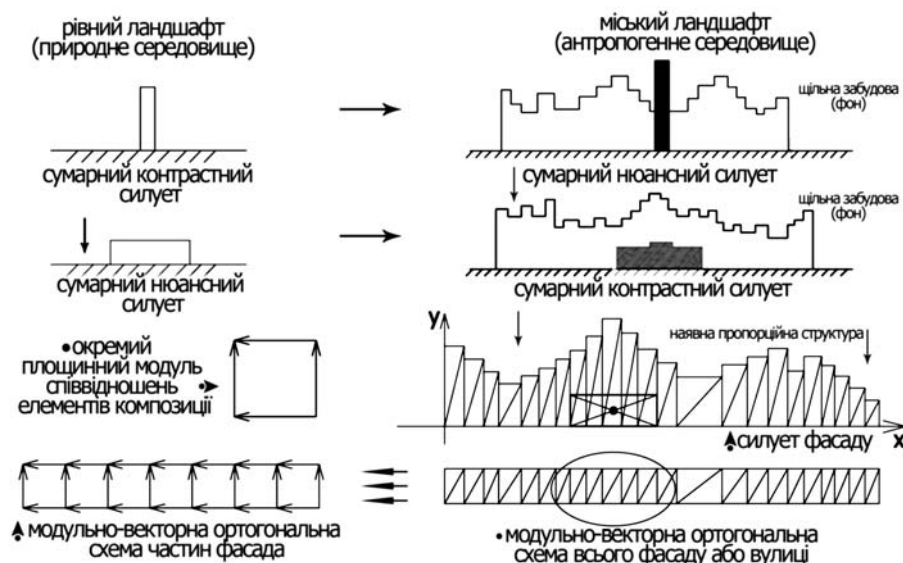 рівний ландшафт
(природне середовище)
міський ландшафт
(антропогенне середовище)
щільна забудова
(фон)
сумарний контрастний
силует
сумарний нюансний силует
щільна забудова
(фон)
сумарний нюансний
силует
сумарний контрастний силует
y
наявна пропорційна структура
x
силует фасаду
окремий
площинний модуль
співвідношень
елементів композиції
модульно-векторна ортогональна
схема частин фасада
модульно-векторна ортогональна
схема всього фасаду або вулиці